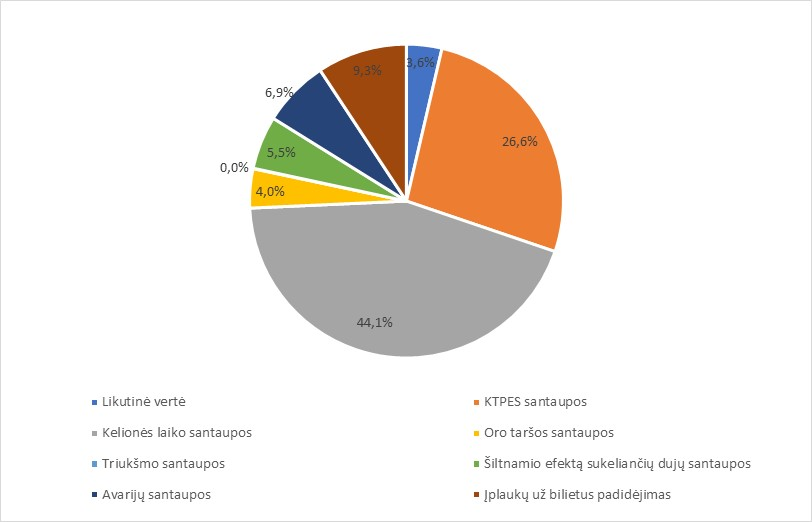 3,6%
9,3%
6,9%
26,6%
5,5%
0,0%
4,0%
44,1%
Likutinė vertė
KTPES santaupos
Kelionės laiko santaupos
Oro taršos santaupos
Triukšmo santaupos
Šiltnamio efektą sukeliančių dujų santaupos
Avarijų santaupos
Įplaukų už bilietus padidėjimas